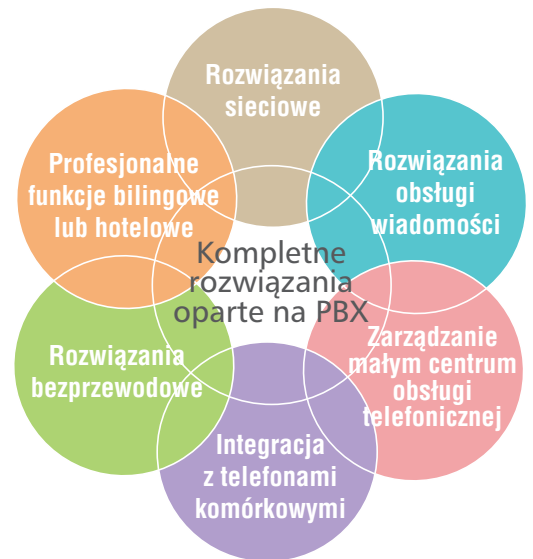 Rozwiązania
sieciowe
Profesjonalne
funkcje bilingowe
lub hotelowe
Rozwiązania
obsługi
wiadomości
Kompletne
rozwiązania
oparte na PBX
Rozwiązania
bezprzewodowe
Zarządzanie
małym centrum
obsługi
telefonicznej
Integracja
z telefonami
komórkowymi